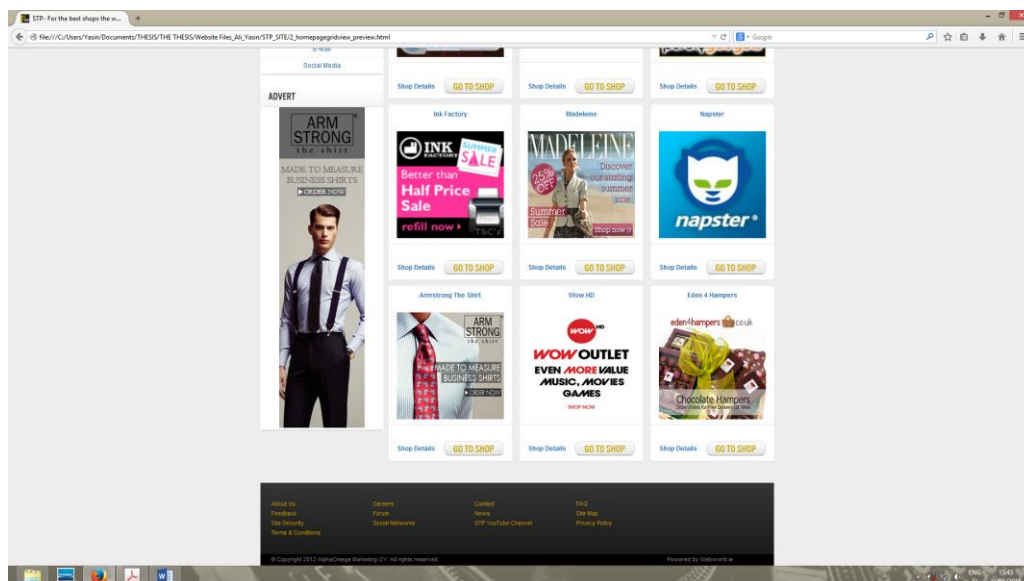 STP- For the best shops the w...
file:///C:/Users/Yasin/Documents/THESIS/THE THESIS/Website Files_Ali_Yasin/STP_SITE/2_homepagegridview_preview.html
Google
E-Mail
Social Media
ADVERT
ARM
STRONG
the shirt
MADE TO MEASURE
BUSINESS SHIRTS
ORDER NOW
Shop Details GO TO SHOP
Shop Details GO TO SHOP
Shop Details GO TO SHOP
Ink Factory
INK
FACTORY
SUMMER
SALE
Better than
Half Price
Sale
refill now
T&C's
Shop Details GO TO SHOP
Madeleine
MADELEINE
Discover
our sizzling
summer
sale.
25%
OFF
Summer
Sale
Shop now »
Shop Details GO TO SHOP
Napster
napster
Shop Details GO TO SHOP
Armstrong The Shirt
ARM
STRONG
the shirt
MADE TO MEASURE
BUSINESS SHIRTS
ORDER NOW
Shop Details GO TO SHOP
Wow HD
WOW HD
WOW OUTLET
EVEN MORE VALUE
MUSIC, MOVIES
GAMES
SHOP NOW
Shop Details GO TO SHOP
Eden 4 Hampers
eden4hampers co.uk
Chocolate Hampers
Shop Details GO TO SHOP
About Us Careers Contact FAQ
Feedback Forum News Site Map
Site Security Social Networks STP YouTube Channel Privacy Policy
Terms & Conditions
© Copyright 2012 AlphaOmega Marketing OY. All rights reserved
Powered by Webworld.ie
ENG 13:43